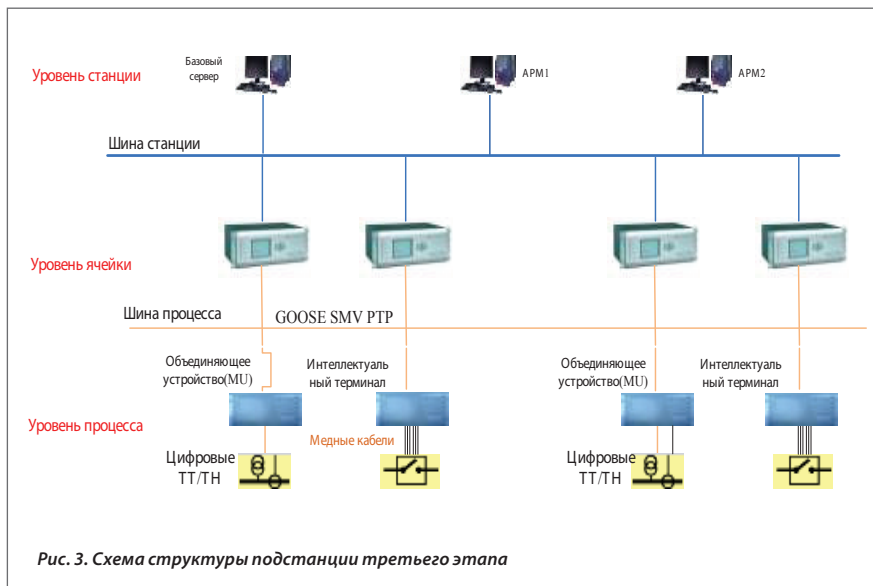 Базовый
сервер
Уровень станции
АРМ1
АРМ2
Шина станции
Уровень ячейки
Шина процесса
GOOSE SMV PTP
Объединяющее
устройство(MU)
Интеллектуаль
ный терминал
Объединяющее
устройство(MU)
Интеллектуаль
ный терминал
Уровень процесса
Медные кабели
Цифровые
ТТ/ТН
Цифровые
ТТ/ТН
Рис. 3. Схема структуры подстанции третьего этапа